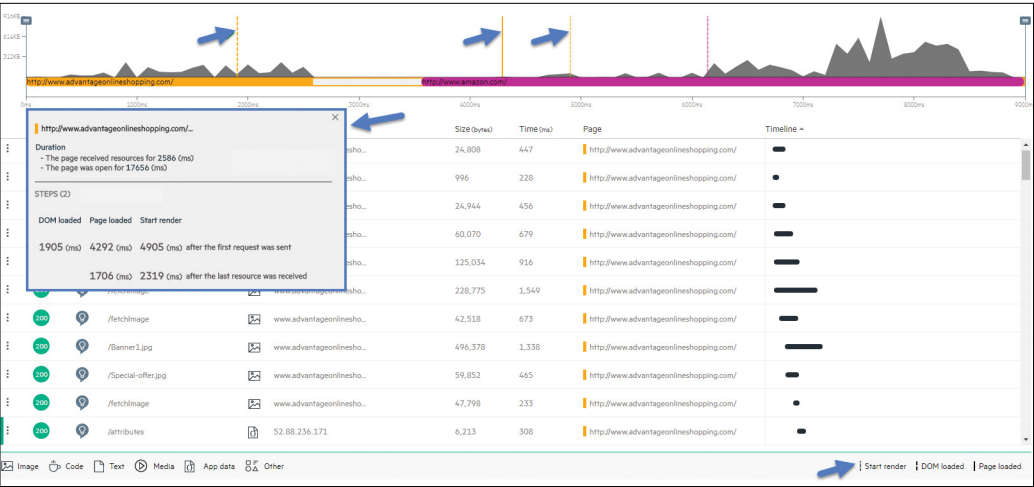 916KB
614KB
312KB
http://www.advantageonlineshopping.com/
http://www.amazon.com/
0ms 1000ms 2000ms 3000ms 4000ms 5000ms 6000ms 7000ms 8000ms 9000
http://www.advantageonlineshopping.com/...
Duration
- The page received resources for 2586 (ms)
- The page was open for 17656 (ms)
STEPS (2)
DOM loaded Page loaded Start render
1905 (ms) 4292 (ms) 4905 (ms) after the first request was sent
1706 (ms) 2319 (ms) after the last resource was received
Size (bytes) Time (ms) Page Timeline
esho... 24,808 447 http://www.advantageonlineshopping.com/
esho... 996 228 http://www.advantageonlineshopping.com/
esho... 24,944 456 http://www.advantageonlineshopping.com/
esho... 60,070 679 http://www.advantageonlineshopping.com/
esho... 125,034 916 http://www.advantageonlineshopping.com/
200 /fetchImage www.advantageonlinesho... 228,775 1,549 http://www.advantageonlineshopping.com/
200 /fetchImage www.advantageonlinesho... 42,518 673 http://www.advantageonlineshopping.com/
200 /Banner1.jpg www.advantageonlinesho... 496,378 1,338 http://www.advantageonlineshopping.com/
200 /Special-offer.jpg www.advantageonlinesho... 59,852 465 http://www.advantageonlineshopping.com/
200 /fetchImage www.advantageonlinesho... 47,798 233 http://www.advantageonlineshopping.com/
200 /attributes 52.88.236.171 6,213 308 http://www.advantageonlineshopping.com/
Image Code Text Media App data Other Start render DOM loaded Page loaded